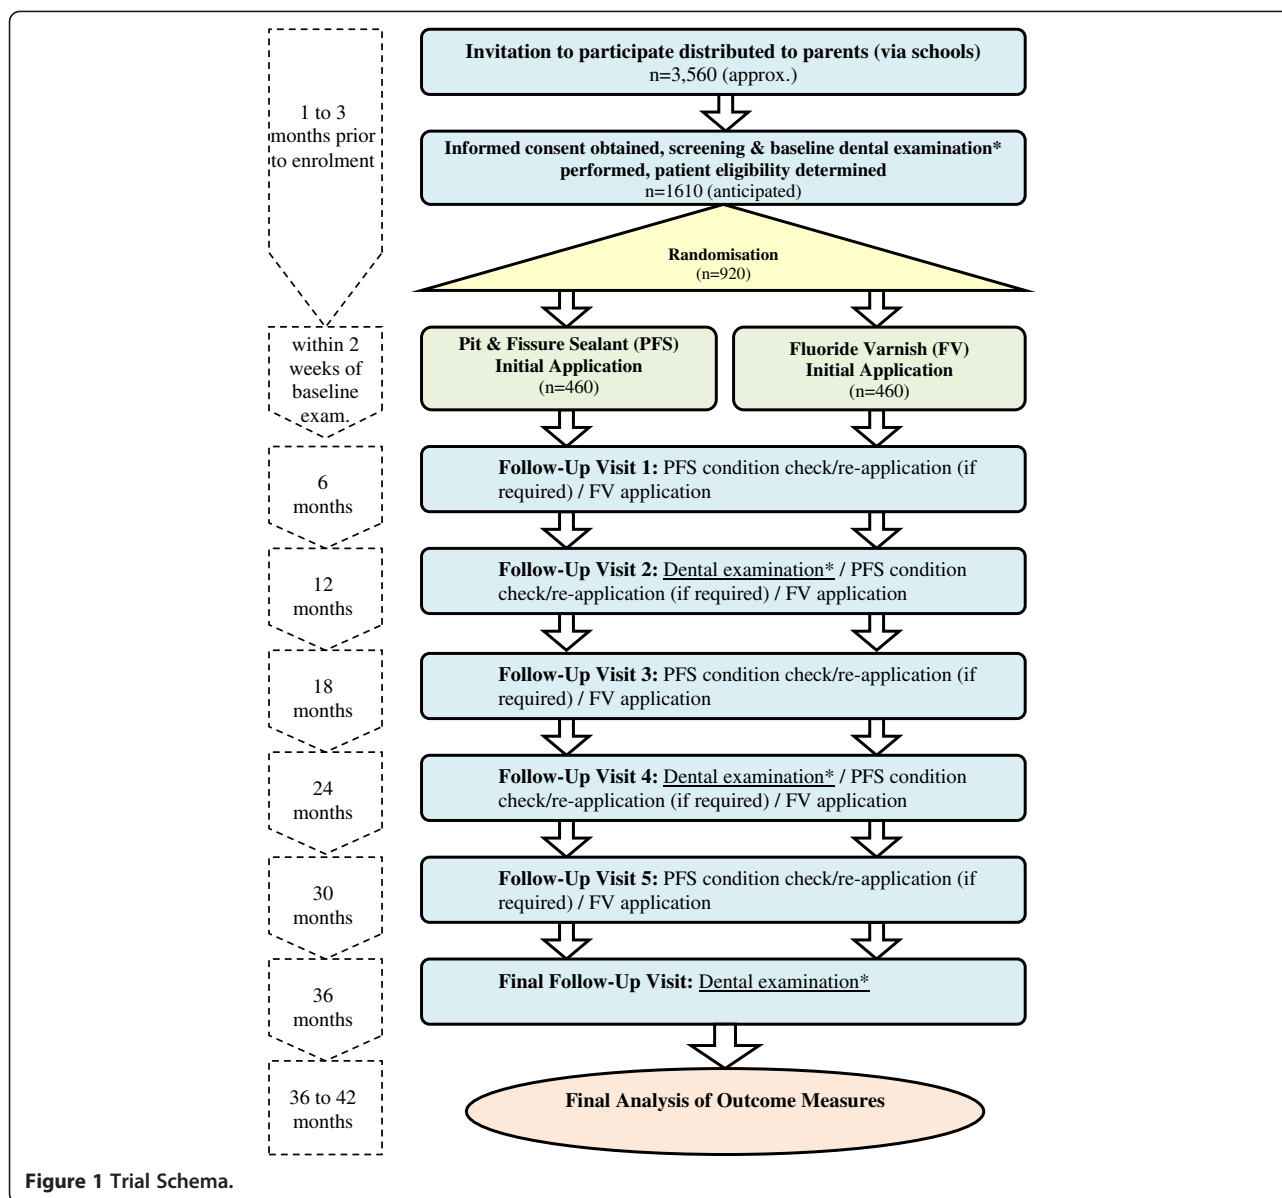 Invitation to participate distributed to parents (via schools)
n=3,560 (approx.)
1 to 3
months prior
to enrolment
Informed consent obtained, screening & baseline dental examination*
performed, patient eligibility determined
n=1610 (anticipated)
Randomisation
(n=920)
within 2
weeks of
baseline
exam.
Pit & Fissure Sealant (PFS)
Initial Application
(n=460)
Fluoride Varnish (FV)
Initial Application
(n=460)
6
months
Follow-Up Visit 1: PFS condition check/re-application (if
required) / FV application
12
months
Follow-Up Visit 2: Dental examination* / PFS condition
check/re-application (if required) / FV application
18
months
Follow-Up Visit 3: PFS condition check/re-application (if
required) / FV application
24
months
Follow-Up Visit 4: Dental examination* / PFS condition
check/re-application (if required) / FV application
30
months
Follow-Up Visit 5: PFS condition check/re-application (if
required) / FV application
36
months
Final Follow-Up Visit: Dental examination*
36 to 42
months
Final Analysis of Outcome Measures
Figure 1 Trial Schema.